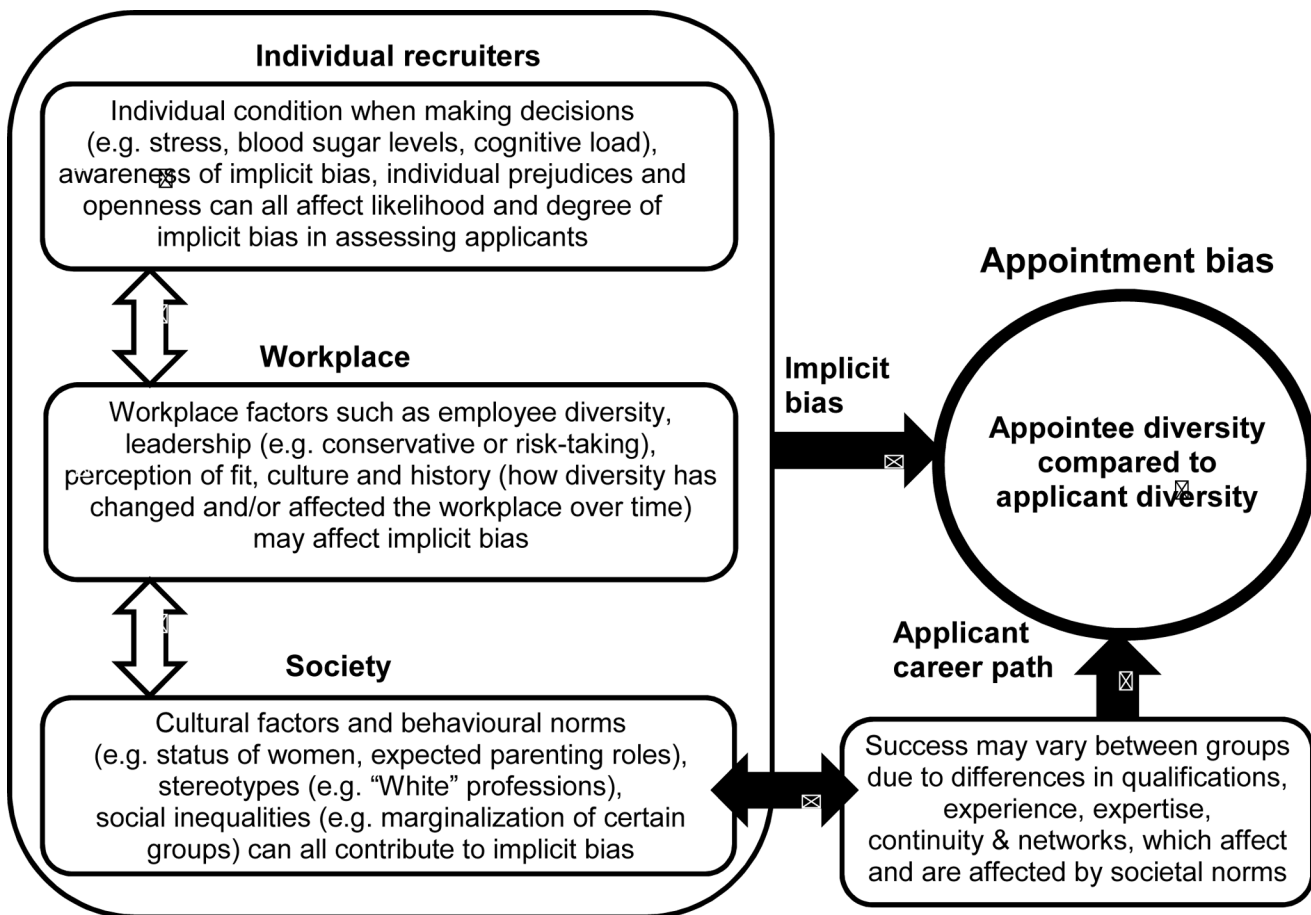 Individual recruiters
Individual condition when making decisions
(e.g. stress, blood sugar levels, cognitive load),
awareness of implicit bias, individual prejudices and
openness can all affect likelihood and degree of
implicit bias in assessing applicants
Workplace
Workplace factors such as employee diversity,
leadership (e.g. conservative or risk-taking),
perception of fit, culture and history (how diversity has
changed and/or affected the workplace over time)
may affect implicit bias
Society
Cultural factors and behavioural norms
(e.g. status of women, expected parenting roles),
stereotypes (e.g. “White” professions),
social inequalities (e.g. marginalization of certain
groups) can all contribute to implicit bias
Implicit
bias
Appointment bias
Appointee diversity
compared to
applicant diversity
Applicant
career path
Success may vary between groups
due to differences in qualifications,
experience, expertise,
continuity & networks, which affect
and are affected by societal norms